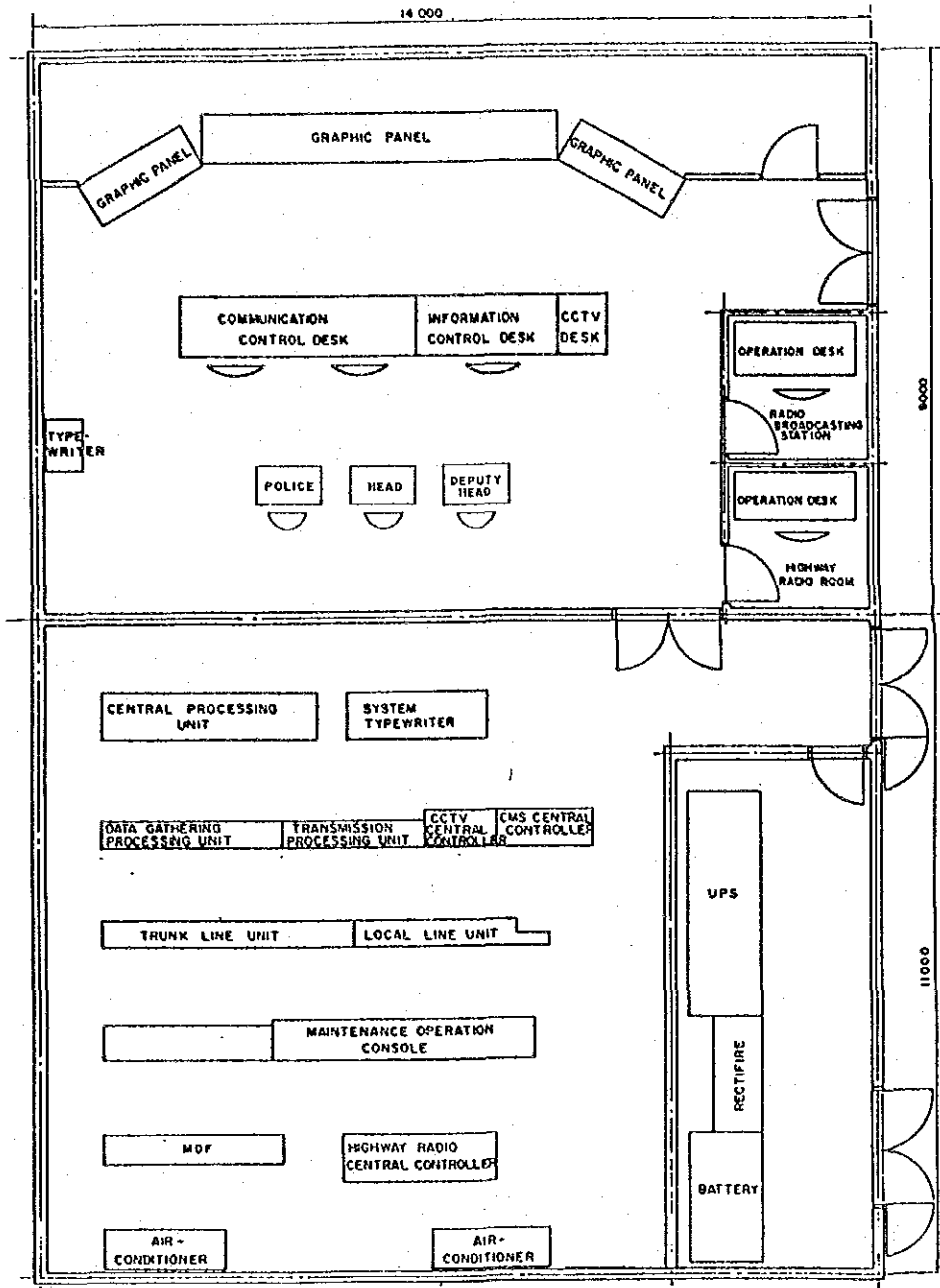 14 000
GRAPHIC PANEL
GRAPHIC PANEL
GRAPHIC PANEL
COMMUNICATION
CONTROL DESK
INFORMATION
CONTROL DESK
CCTV
DESK
OPERATION DESK
RADIO
BROADCASTING
STATION
9000
TYPE-
WRITER
POLICE
HEAD
DEPUTY
HEAD
OPERATION DESK
HIGHWAY
RADIO ROOM
CENTRAL PROCESSING
UNIT
SYSTEM
TYPEWRITER
DATA GATHERING
PROCESSING UNIT
TRANSMISSION
PROCESSING UNIT
CCTV
CENTRAL
CONTROLLER
CMS CENTRAL
CONTROLLER
UPS
TRUNK LINE UNIT
LOCAL LINE UNIT
11000
MAINTENANCE OPERATION
CONSOLE
RECTIFIRE
MDF
HIGHWAY RADIO
CENTRAL CONTROLLER
BATTERY
AIR-
CONDITIONER
AIR-
CONDITIONER